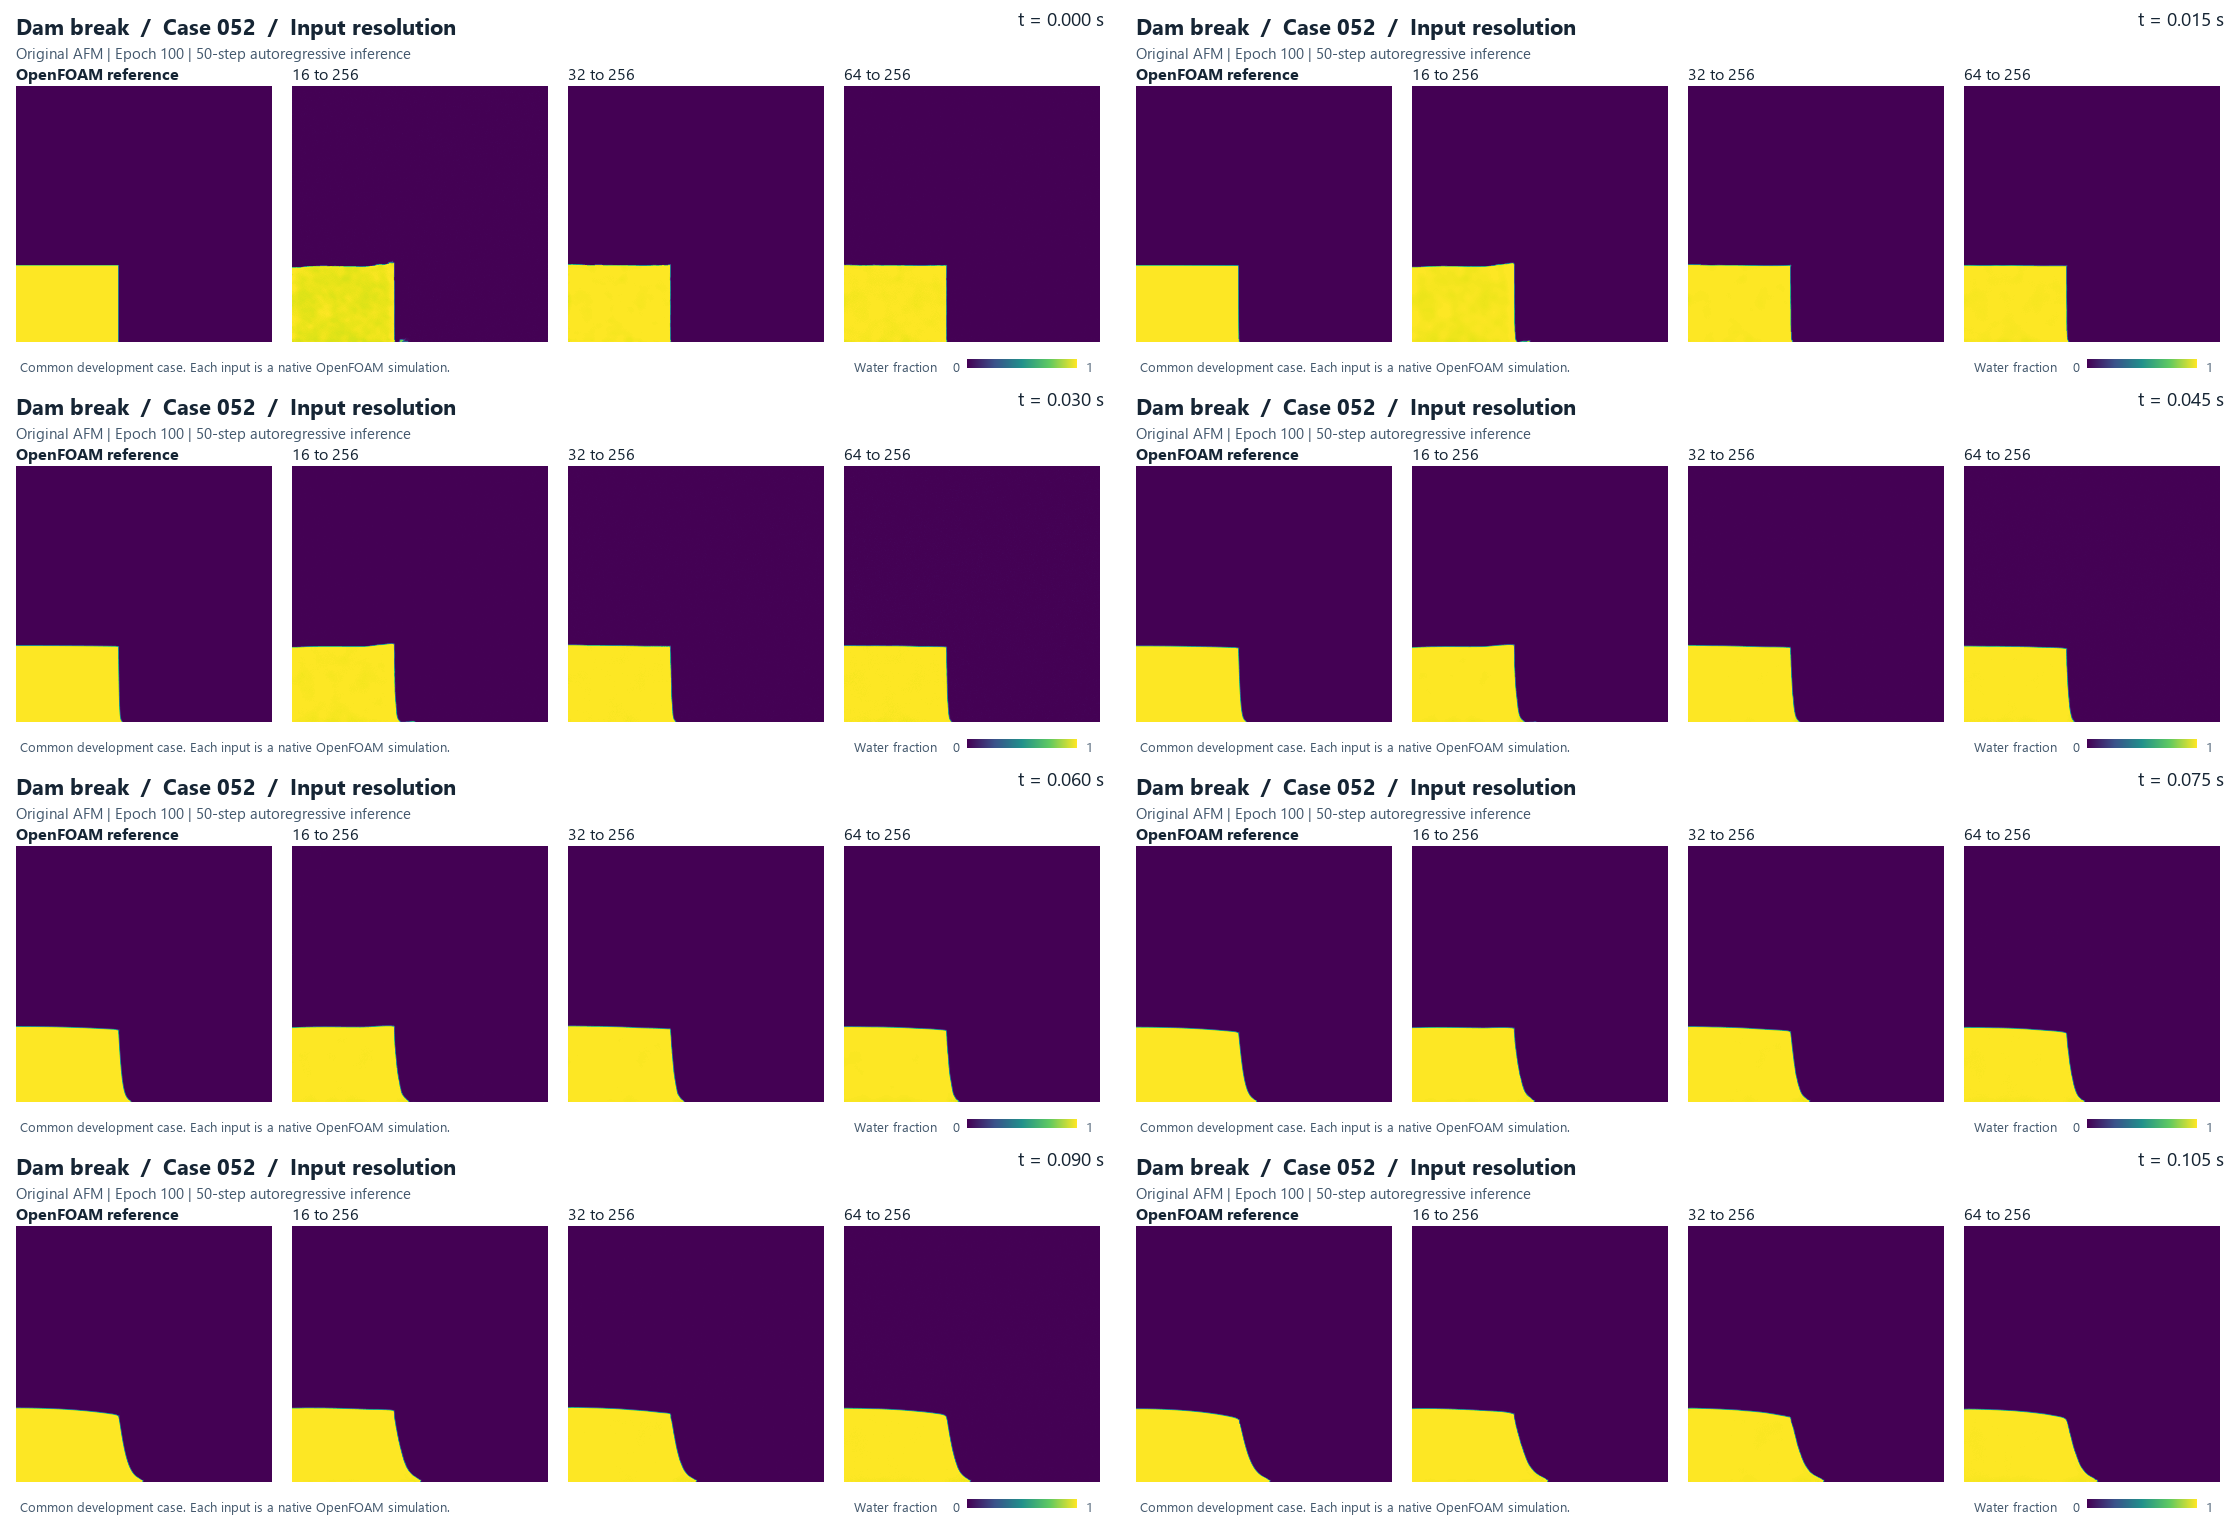 Dam break / Case 052 / Input resolution
t = 0.000 s
Original AFM | Epoch 100 | 50-step autoregressive inference
OpenFOAM reference
16 to 256
32 to 256
64 to 256
Common development case. Each input is a native OpenFOAM simulation.
Water fraction 0 1
Dam break / Case 052 / Input resolution
t = 0.015 s
Original AFM | Epoch 100 | 50-step autoregressive inference
OpenFOAM reference
16 to 256
32 to 256
64 to 256
Common development case. Each input is a native OpenFOAM simulation.
Water fraction 0 1
Dam break / Case 052 / Input resolution
t = 0.030 s
Original AFM | Epoch 100 | 50-step autoregressive inference
OpenFOAM reference
16 to 256
32 to 256
64 to 256
Common development case. Each input is a native OpenFOAM simulation.
Water fraction 0 1
Dam break / Case 052 / Input resolution
t = 0.045 s
Original AFM | Epoch 100 | 50-step autoregressive inference
OpenFOAM reference
16 to 256
32 to 256
64 to 256
Common development case. Each input is a native OpenFOAM simulation.
Water fraction 0 1
Dam break / Case 052 / Input resolution
t = 0.060 s
Original AFM | Epoch 100 | 50-step autoregressive inference
OpenFOAM reference
16 to 256
32 to 256
64 to 256
Common development case. Each input is a native OpenFOAM simulation.
Water fraction 0 1
Dam break / Case 052 / Input resolution
t = 0.075 s
Original AFM | Epoch 100 | 50-step autoregressive inference
OpenFOAM reference
16 to 256
32 to 256
64 to 256
Common development case. Each input is a native OpenFOAM simulation.
Water fraction 0 1
Dam break / Case 052 / Input resolution
t = 0.090 s
Original AFM | Epoch 100 | 50-step autoregressive inference
OpenFOAM reference
16 to 256
32 to 256
64 to 256
Common development case. Each input is a native OpenFOAM simulation.
Water fraction 0 1
Dam break / Case 052 / Input resolution
t = 0.105 s
Original AFM | Epoch 100 | 50-step autoregressive inference
OpenFOAM reference
16 to 256
32 to 256
64 to 256
Common development case. Each input is a native OpenFOAM simulation.
Water fraction 0 1